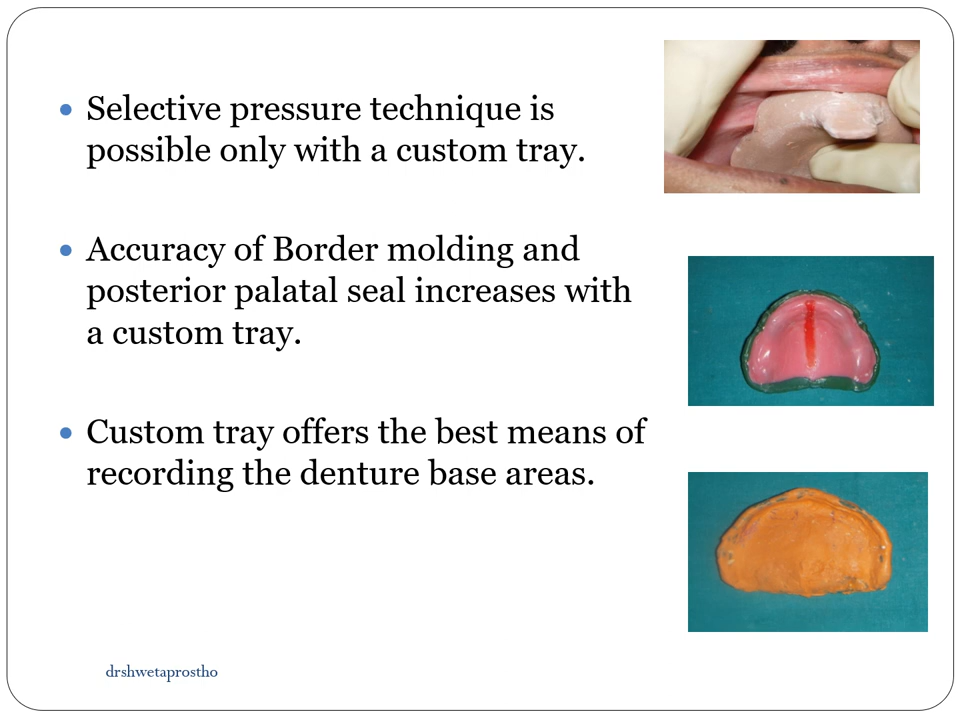 Selective pressure technique is
possible only with a custom tray.
Accuracy of Border molding and
posterior palatal seal increases with
a custom tray.
Custom tray offers the best means of
recording the denture base areas.
drshwetaprostho